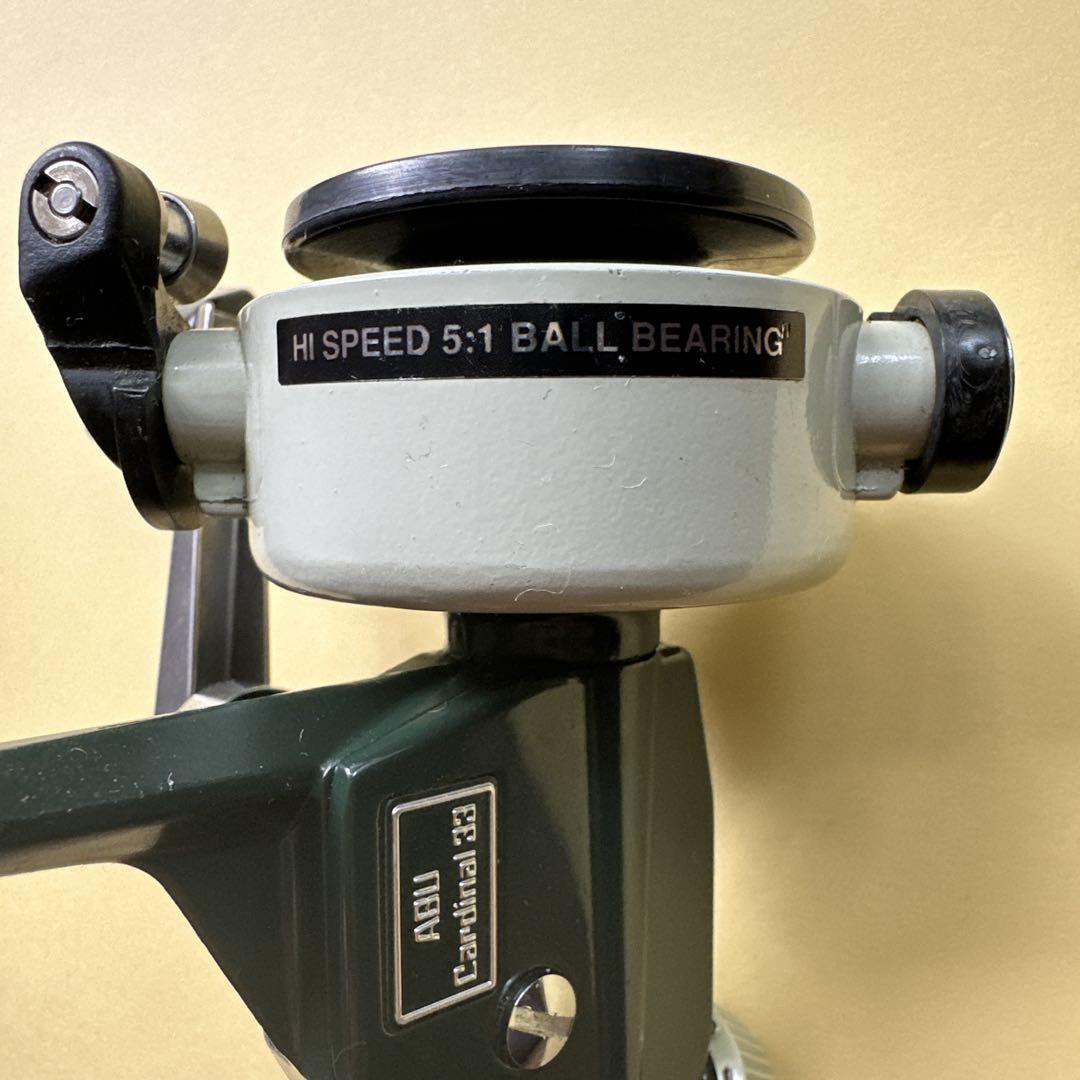 HI SPEED 5:1 BALL BEARING"
ABU
Cardinal 33